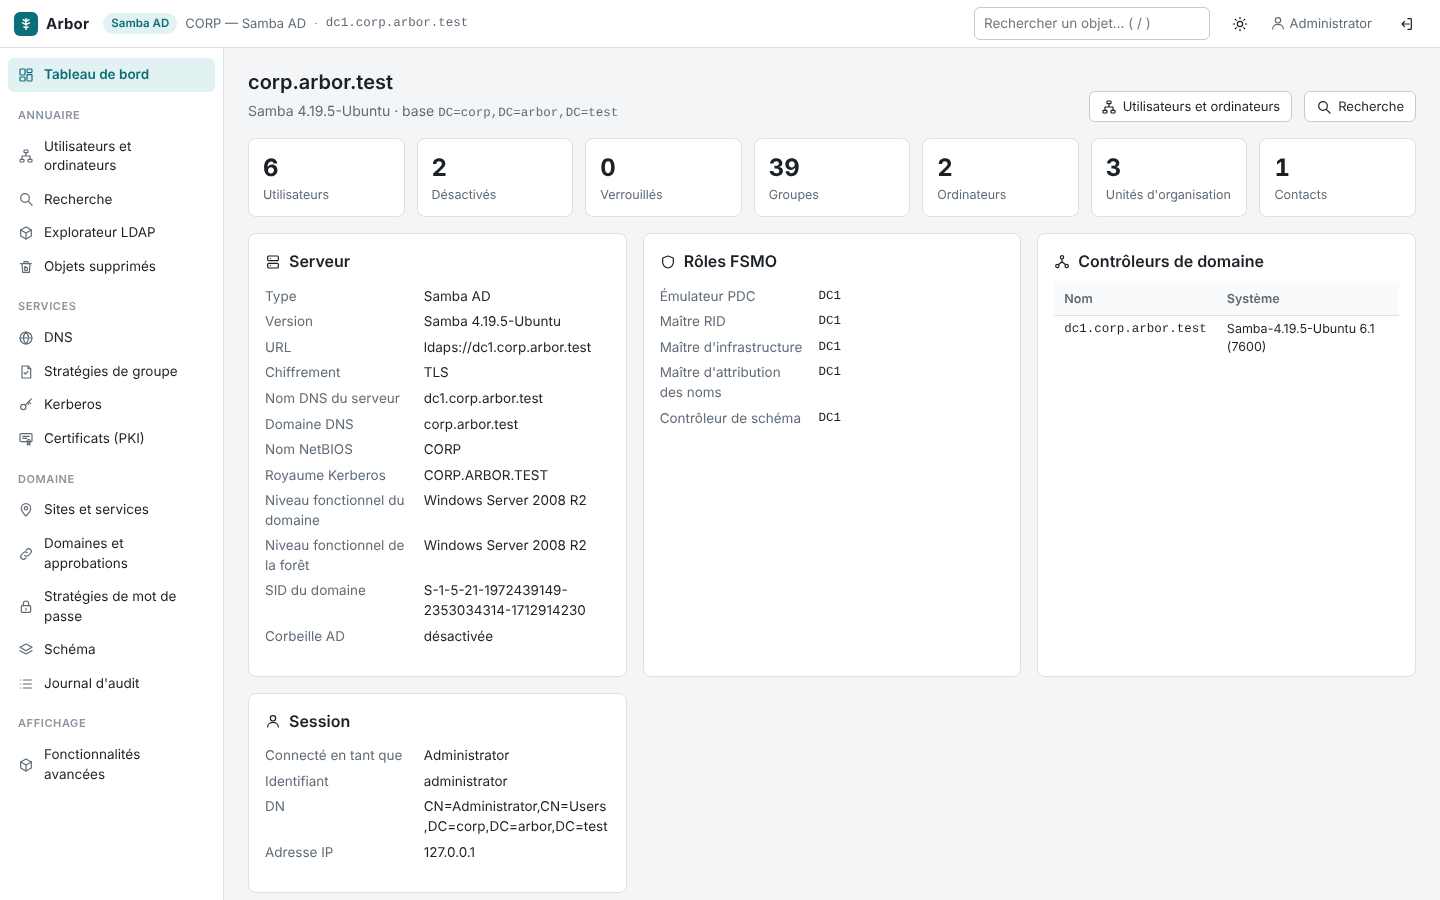 Arbor
Samba AD
CORP — Samba AD · dc1.corp.arbor.test
Rechercher un objet... ( / )
Administrator
Tableau de bord
ANNUAIRE
Utilisateurs et
ordinateurs
Recherche
Explorateur LDAP
Objets supprimés
SERVICES
DNS
Stratégies de groupe
Kerberos
Certificats (PKI)
DOMAINE
Sites et services
Domaines et
approbations
Stratégies de mot de
passe
Schéma
Journal d'audit
AFFICHAGE
Fonctionnalités
avancées
corp.arbor.test
Samba 4.19.5-Ubuntu · base DC=corp,DC=arbor,DC=test
Utilisateurs et ordinateurs
Recherche
6
Utilisateurs
2
Désactivés
0
Verrouillés
39
Groupes
2
Ordinateurs
3
Unités d'organisation
1
Contacts
Serveur
Type Samba AD
Version Samba 4.19.5-Ubuntu
URL ldaps://dc1.corp.arbor.test
Chiffrement TLS
Nom DNS du serveur dc1.corp.arbor.test
Domaine DNS corp.arbor.test
Nom NetBIOS CORP
Royaume Kerberos CORP.ARBOR.TEST
Niveau fonctionnel du Windows Server 2008 R2
domaine
Niveau fonctionnel de Windows Server 2008 R2
la forêt
SID du domaine S-1-5-21-1972439149-
2353034314-1712914230
Corbeille AD désactivée
Rôles FSMO
Émulateur PDC DC1
Maître RID DC1
Maître d'infrastructure DC1
Maître d'attribution DC1
des noms
Contrôleur de schéma DC1
Contrôleurs de domaine
Nom Système
dc1.corp.arbor.test Samba-4.19.5-Ubuntu 6.1
(7600)
Session
Connecté en tant que Administrator
Identifiant administrator
DN CN=Administrator,CN=Users
,DC=corp,DC=arbor,DC=test
Adresse IP 127.0.0.1